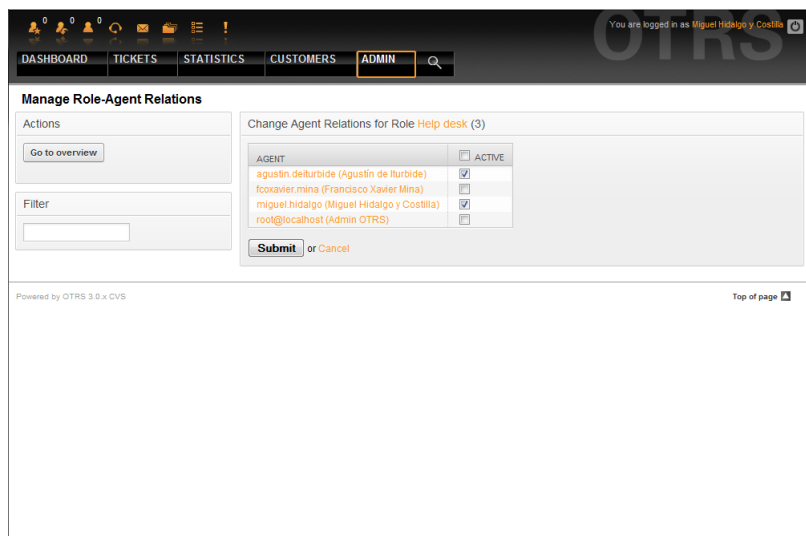 0 0 0
You are logged in as Miguel Hidalgo y Costilla
OTRS
DASHBOARD TICKETS STATISTICS CUSTOMERS ADMIN
Manage Role-Agent Relations
Actions
Go to overview
Filter
Change Agent Relations for Role Help desk (3)
AGENT ACTIVE
agustin.deiturbide (Agustín de Iturbide)
fcoxavier.mina (Francisco Xavier Mina)
miguel.hidalgo (Miguel Hidalgo y Costilla)
root@localhost (Admin OTRS)
Submit or Cancel
Powered by OTRS 3.0.x CVS
Top of page